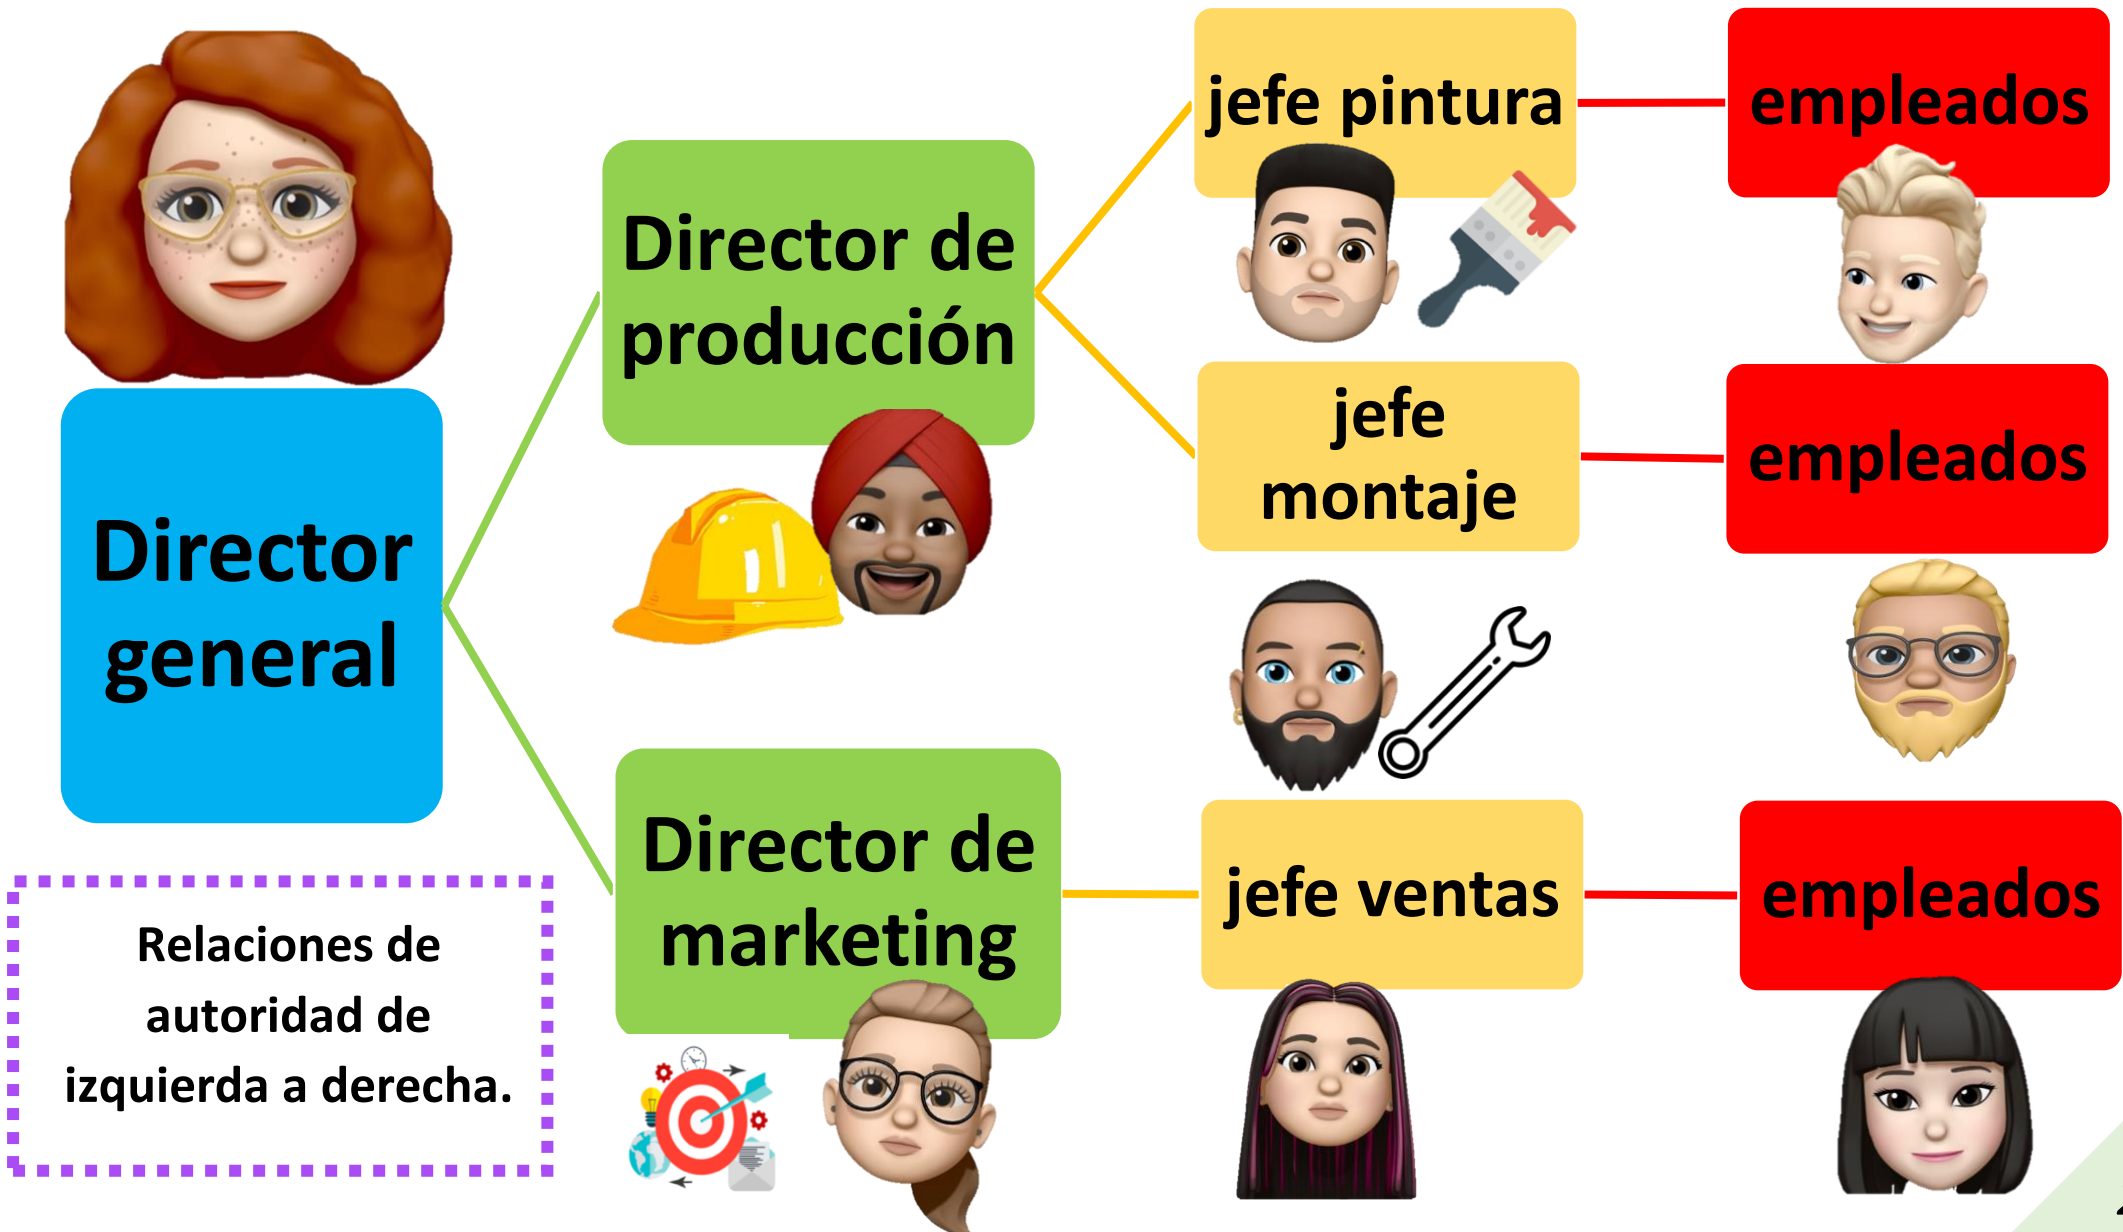 Director
general
Director de
producción
jefe pintura
empleados
jefe
montaje
empleados
Director de
marketing
jefe ventas
empleados
Relaciones de
autoridad de
izquierda a derecha.